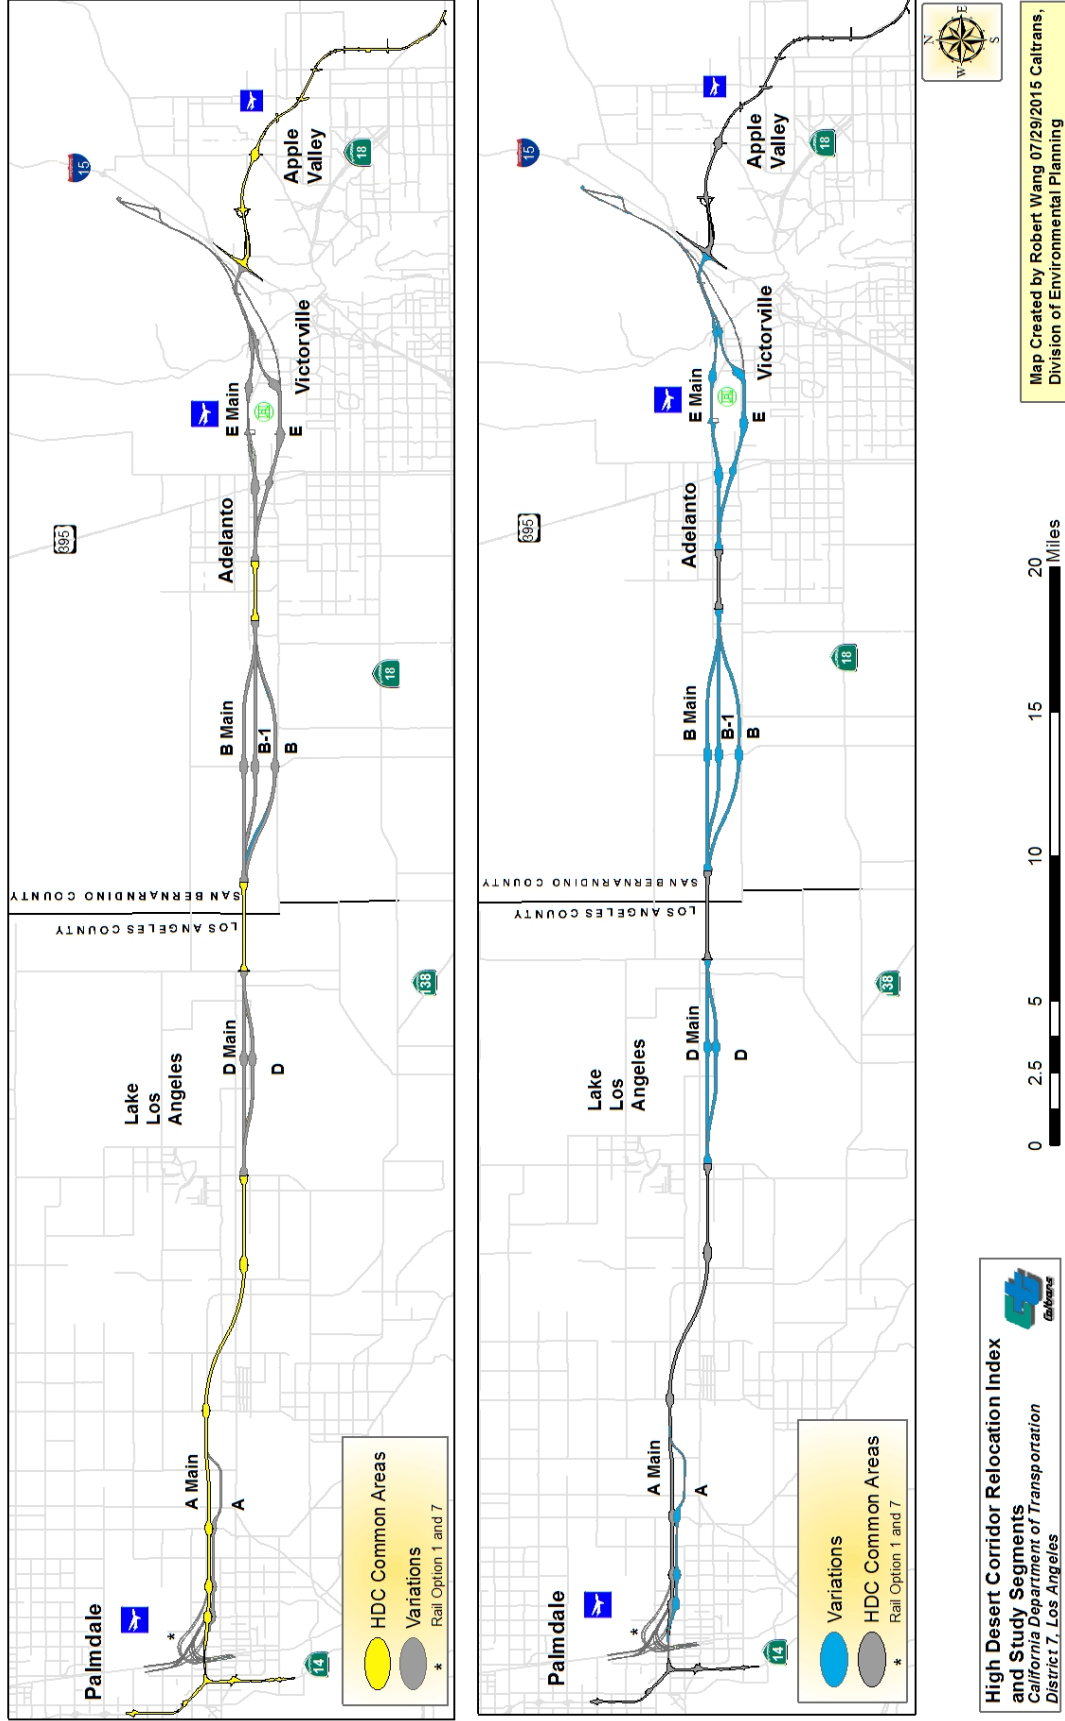 Palmdale
*
14
A Main
A
Lake
Los
Angeles
D Main
D
138
LOS ANGELES COUNTY
SAN BERNARNDINO COUNTY
B Main
B-1
B
18
395
Adelanto
E Main
E
Victorville
15
Apple
Valley
18
HDC Common Areas
Variations
* Rail Option 1 and 7
Palmdale
*
14
A Main
A
Lake
Los
Angeles
D Main
D
138
LOS ANGELES COUNTY
SAN BERNARNDINO COUNTY
B Main
B-1
B
18
395
Adelanto
E Main
E
Victorville
15
Apple
Valley
18
Variations
HDC Common Areas
* Rail Option 1 and 7
High Desert Corridor Relocation Index
and Study Segments
California Department of Transportation
District 7, Los Angeles
Caltrans
0 2.5 5 10 15 20
Miles
N
W E
S
Map Created by Robert Wang 07/29/2015 Caltrans,
Division of Environmental Planning